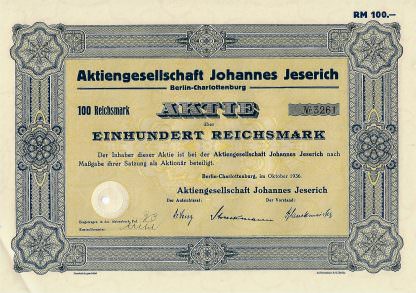 RM 100.—
Aktiengesellschaft Johannes Jeserich
Berlin-Charlottenburg
100 Reichsmark AKTIE № 3261
über
EINHUNDERT REICHSMARK
Der Inhaber dieser Aktie ist bei der Aktiengesellschaft Johannes Jeserich nach
Maßgabe ihrer Satzung als Aktionär beteiligt.
Berlin-Charlottenburg, im Oktober 1936
Aktiengesellschaft Johannes Jeserich
Der Aufsichtsrat: Der Vorstand: